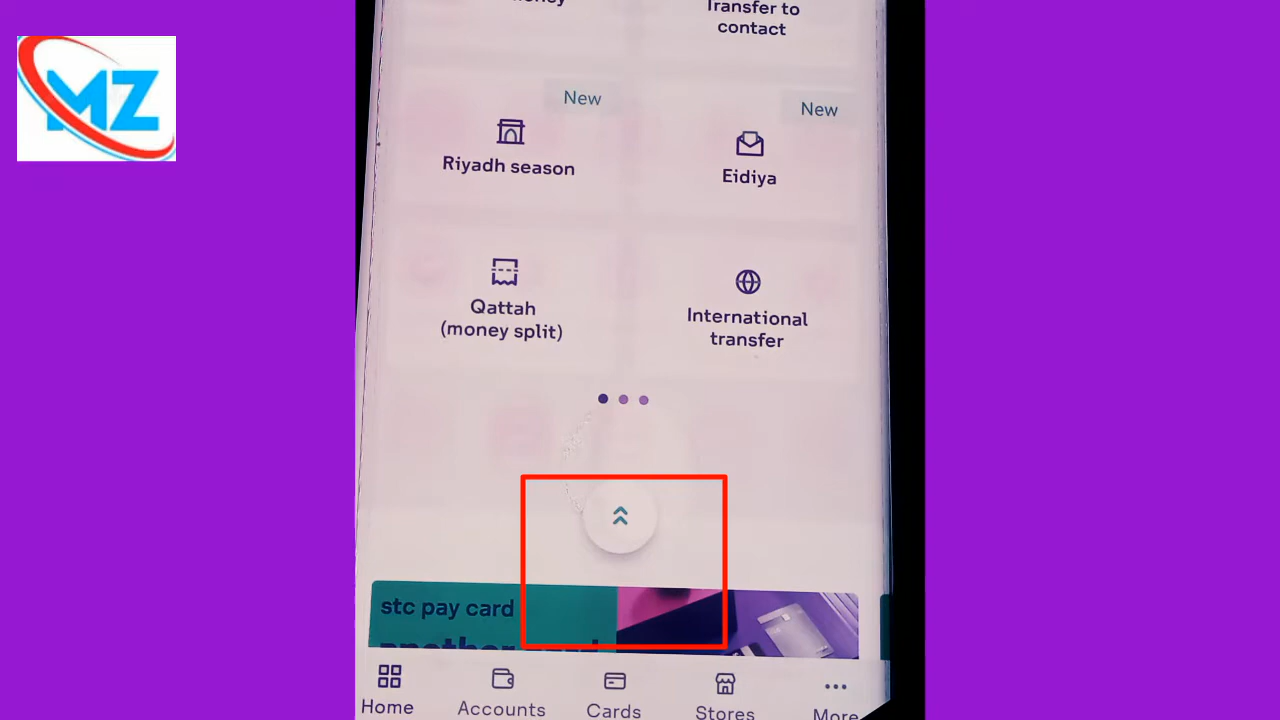 MZ
Transfer to
contact
New
New
Riyadh season
Eidiya
Qattah
(money split)
International
transfer
stc pay card
Home
Accounts
Cards
Stores
More